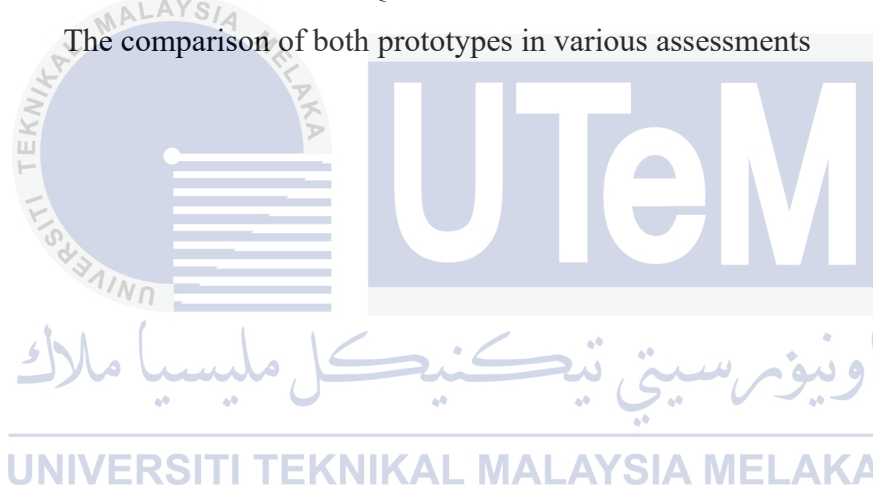 The comparison of both prototypes in various assessments
UNIVERSITI TEKNIKAL MALAYSIA MELAKA
UTeM
اونيۏرسيتي تيكنيكل مليسيا ملاك
UNIVERSITI TEKNIKAL MALAYSIA MELAKA